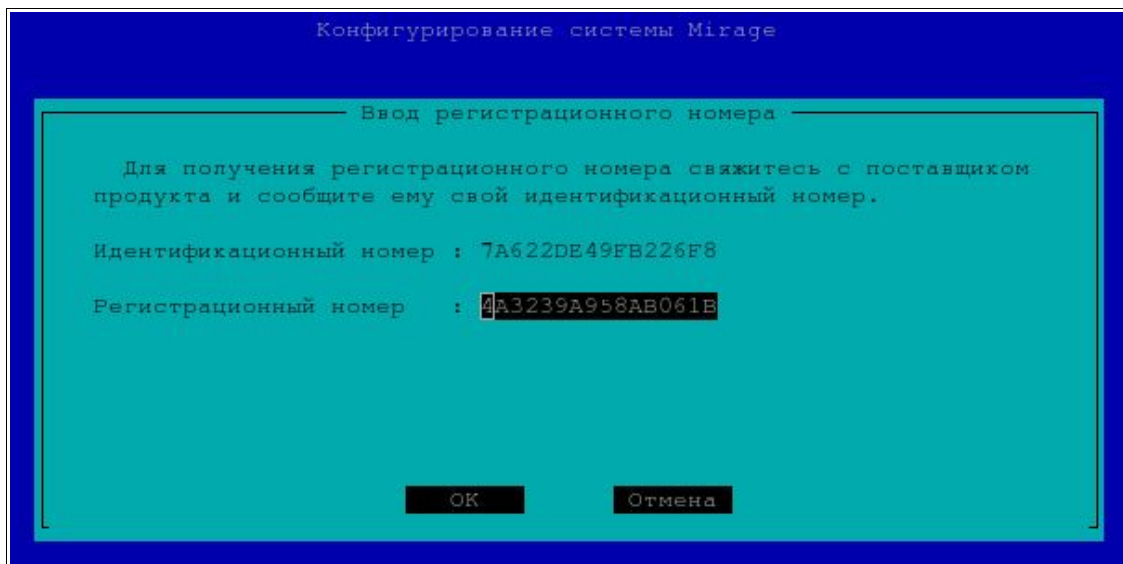 Конфигурирование системы Mirage
Ввод регистрационного номера
Для получения регистрационного номера свяжитесь с поставщиком
продукта и сообщите ему свой идентификационный номер.
Идентификационный номер : 7A622DE49FB226F8
Регистрационный номер : 4A3239A958AB061B
OK Отмена